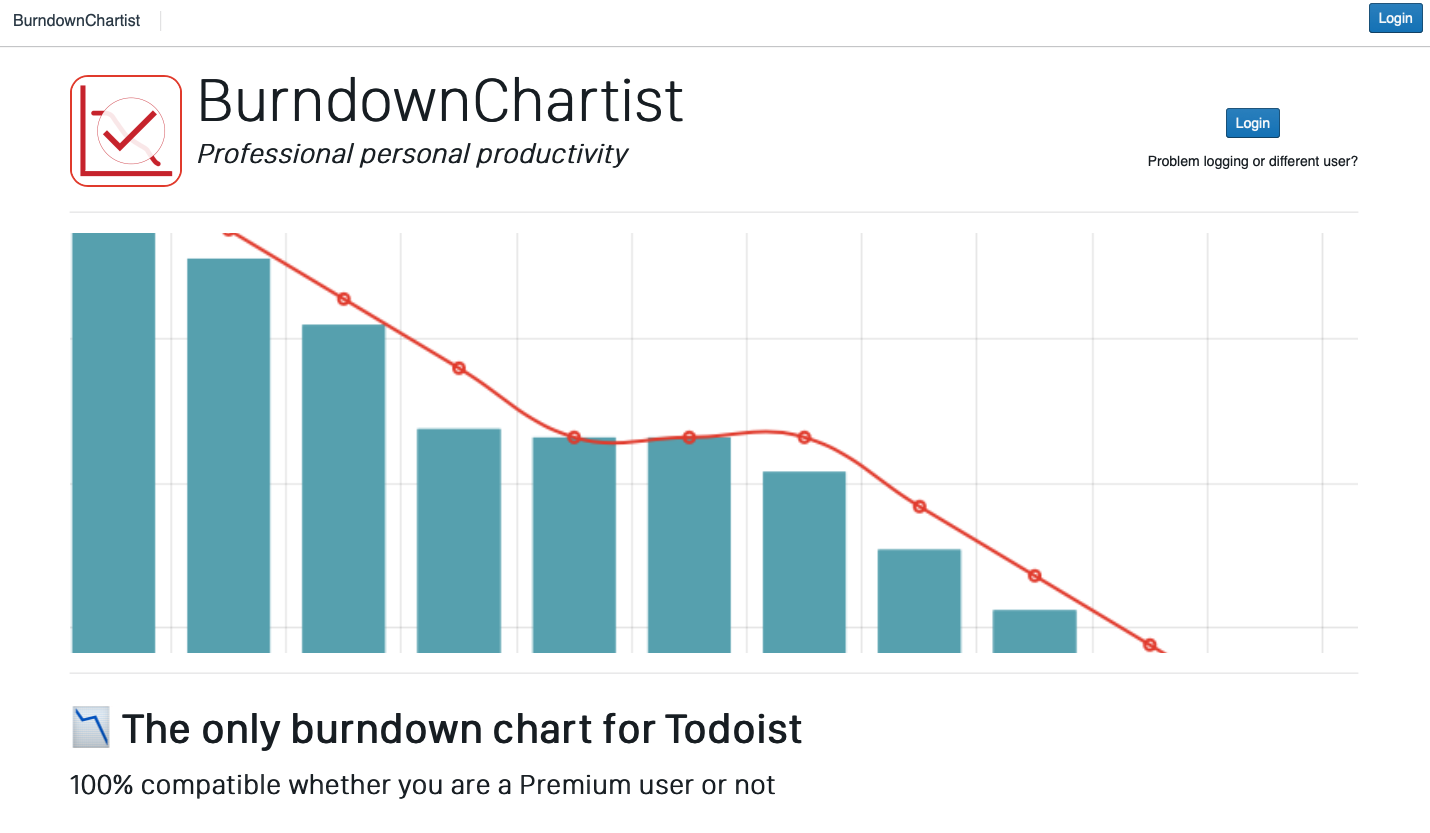 BurndownChartist
Login
BurndownChartist
Professional personal productivity
Login
Problem logging or different user?
The only burndown chart for Todoist
100% compatible whether you are a Premium user or not